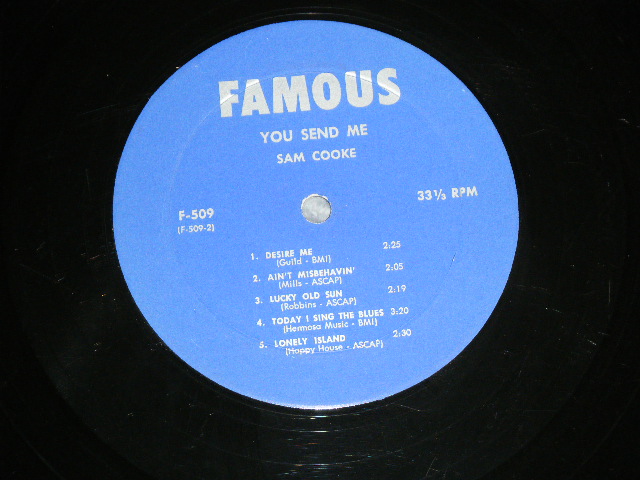 FAMOUS
YOU SEND ME
SAM COOKE
F-509
(F-509-2)
33⅓ RPM
1. DESIRE ME 2:25
(Guild - BMI)
2. AIN'T MISBEHAVIN' 2:05
(Mills - ASCAP)
3. LUCKY OLD SUN 2:19
(Robbins - ASCAP)
4. TODAY I SING THE BLUES 3:20
(Hermosa Music - BMI)
5. LONELY ISLAND 2:30
(Happy House - ASCAP)